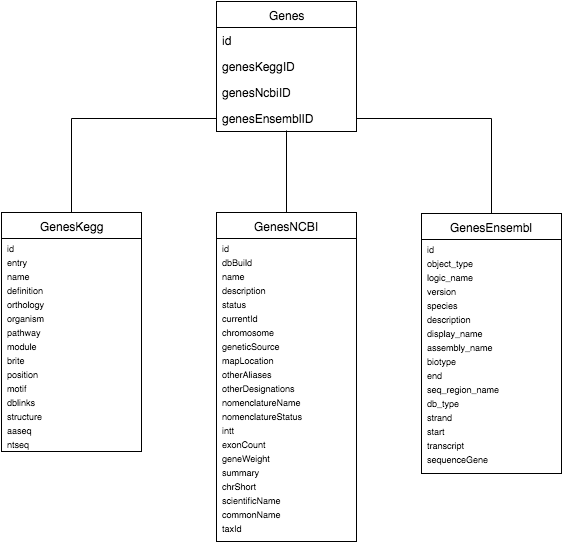 Genes
id
genesKeggID
genesNcbiID
genesEnsemblID
GenesKegg
id
entry
name
definition
orthology
organism
pathway
module
brite
position
motif
dblinks
structure
aaseq
ntseq
GenesNCBI
id
dbBuild
name
description
status
currentId
chromosome
geneticSource
mapLocation
otherAliases
otherDesignations
nomenclatureName
nomenclatureStatus
intt
exonCount
geneWeight
summary
chrShort
scientificName
commonName
taxId
GenesEnsembl
id
object_type
logic_name
version
species
description
display_name
assembly_name
biotype
end
seq_region_name
db_type
strand
start
transcript
sequenceGene